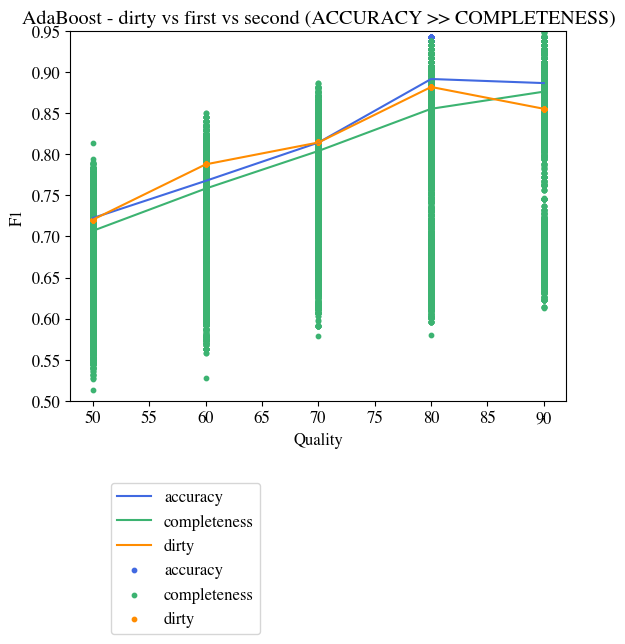 AdaBoost - dirty vs first vs second (ACCURACY >> COMPLETENESS)
0.95
0.90
0.85
0.80
0.75
0.70
0.65
0.60
0.55
0.50
F1
50 55 60 65 70 75 80 85 90
Quality
accuracy
completeness
dirty
accuracy
completeness
dirty